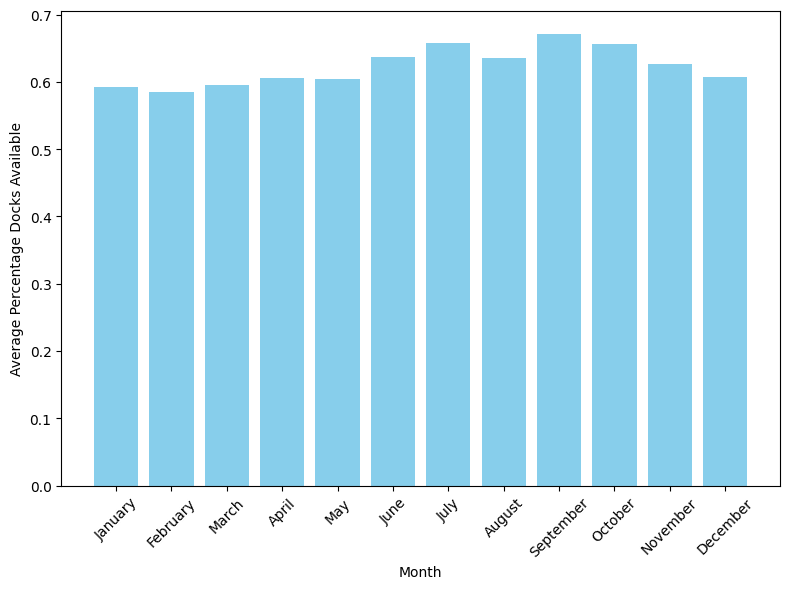 0.7
0.6
0.5
0.4
0.3
0.2
0.1
0.0
Average Percentage Docks Available
January
February
March
April
May
June
July
August
September
October
November
December
Month